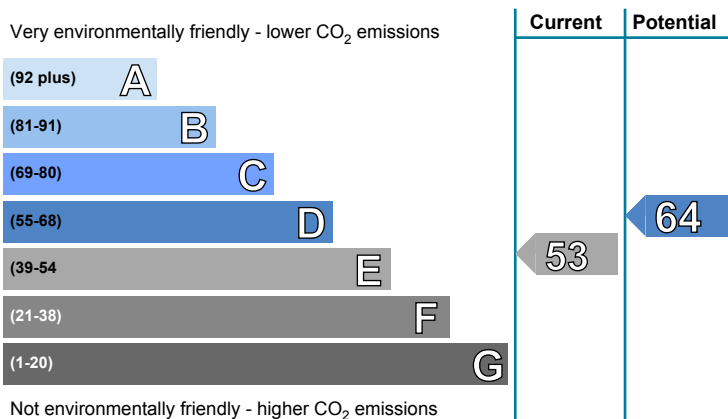 Current Potential
Very environmentally friendly - lower CO2 emissions
(92 plus) A
(81-91) B
(69-80) C
(55-68) D
64
(39-54 E
53
(21-38) F
(1-20) G
Not environmentally friendly - higher CO2 emissions